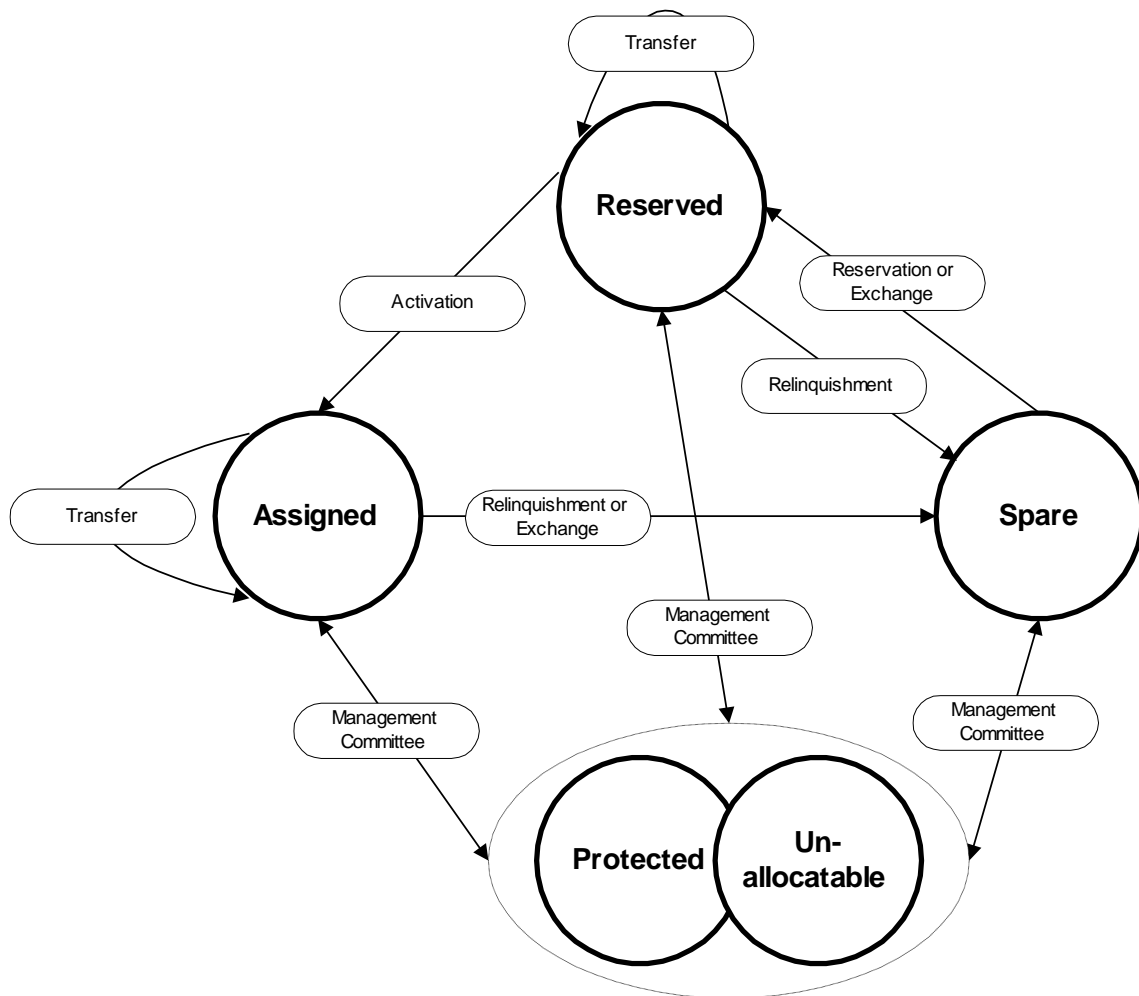 Transfer
Reserved
Reservation or
Exchange
Activation
Relinquishment
Assigned
Relinquishment or
Exchange
Spare
Transfer
Management
Committee
Management
Committee
Management
Committee
Protected
Un-
allocatable